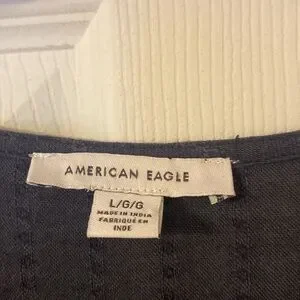 AMERICAN EAGLE
L/G/G
MADE IN INDIA
FABRIQUÉ EN
INDE